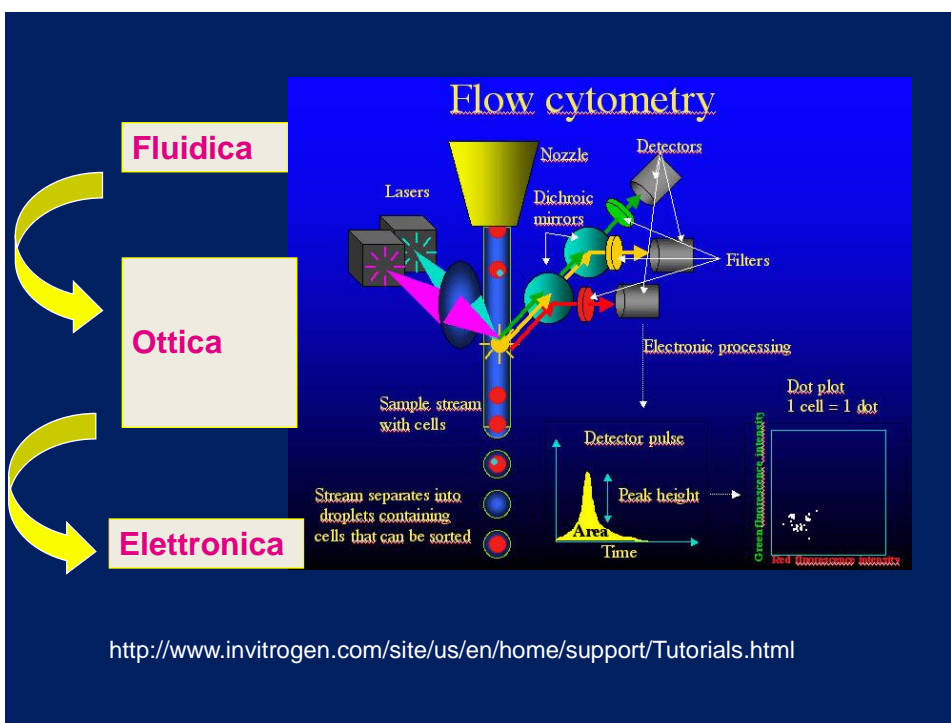 Flow cytometry
Fluidica
Nozzle
Detectors
Lasers
Dichroic
mirrors
Filters
Ottica
Electronic processing
Sample stream
with cells
Dot plot
1 cell = 1 dot
Detector pulse
Peak height
Stream separates into
droplets containing
cells that can be sorted
Area
Time
Green fluorescence intensity
Red fluorescence intensity
Elettronica
http://www.invitrogen.com/site/us/en/home/support/Tutorials.html